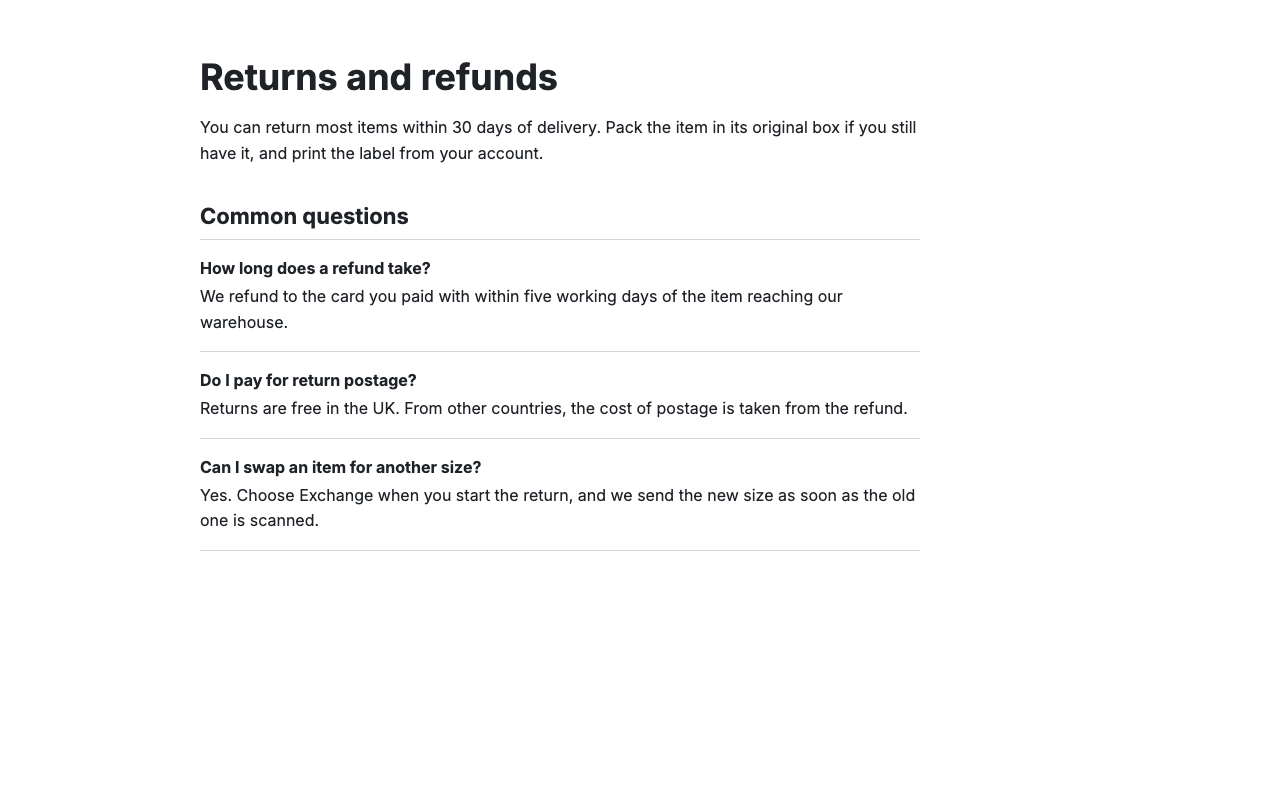 Returns and refunds
You can return most items within 30 days of delivery. Pack the item in its original box if you still
have it, and print the label from your account.
Common questions
How long does a refund take?
We refund to the card you paid with within five working days of the item reaching our
warehouse.
Do I pay for return postage?
Returns are free in the UK. From other countries, the cost of postage is taken from the refund.
Can I swap an item for another size?
Yes. Choose Exchange when you start the return, and we send the new size as soon as the old
one is scanned.